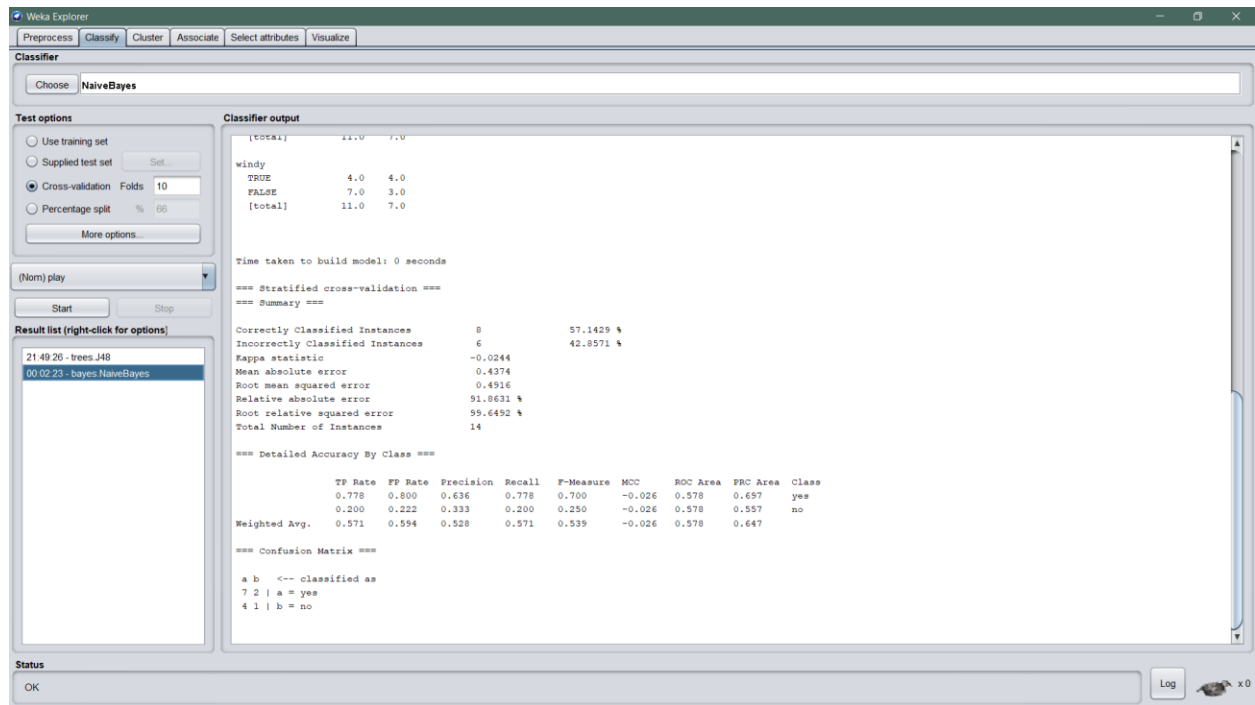 Weka Explorer
Preprocess Classify Cluster Associate Select attributes Visualize
Classifier
Choose NaiveBayes
Test options
Use training set
Supplied test set Set...
Cross-validation Folds 10
Percentage split % 66
More options...
(Nom) play
Start Stop
Result list (right-click for options)
21:49:26 - trees.J48
00:02:23 - bayes.NaiveBayes
Classifier output
[total] 11.0 7.0
windy
TRUE 4.0 4.0
FALSE 7.0 3.0
[total] 11.0 7.0
Time taken to build model: 0 seconds
=== Stratified cross-validation ===
=== Summary ===
Correctly Classified Instances 8 57.1429 %
Incorrectly Classified Instances 6 42.8571 %
Kappa statistic -0.0244
Mean absolute error 0.4374
Root mean squared error 0.4916
Relative absolute error 91.8631 %
Root relative squared error 99.6492 %
Total Number of Instances 14
=== Detailed Accuracy By Class ===
TP Rate FP Rate Precision Recall F-Measure MCC ROC Area PRC Area Class
0.778 0.800 0.636 0.778 0.700 -0.026 0.578 0.697 yes
0.200 0.222 0.333 0.200 0.250 -0.026 0.578 0.557 no
Weighted Avg. 0.571 0.594 0.528 0.571 0.539 -0.026 0.578 0.647
=== Confusion Matrix ===
a b <-- classified as
7 2 | a = yes
4 1 | b = no
Status
OK
Log x 0